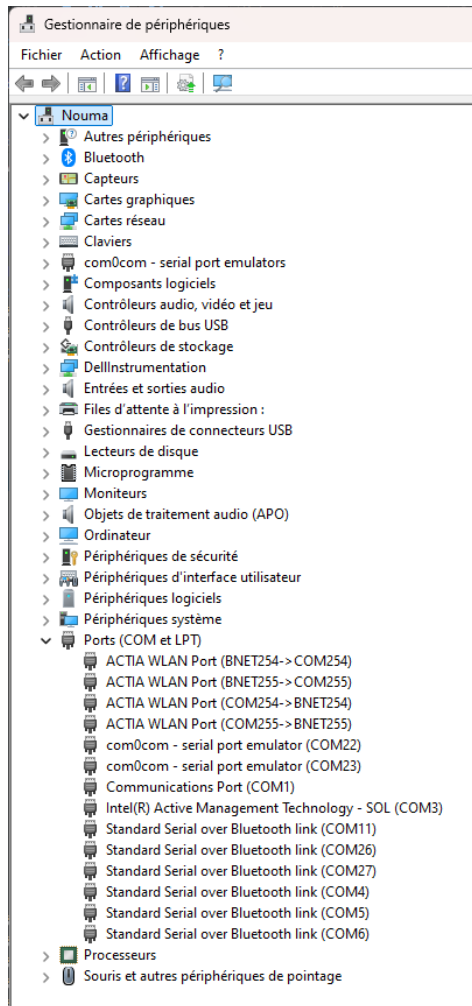 Gestionnaire de périphériques
Fichier Action Affichage ?
Nouma
Autres périphériques
Bluetooth
Capteurs
Cartes graphiques
Cartes réseau
Claviers
com0com - serial port emulators
Composants logiciels
Contrôleurs audio, vidéo et jeu
Contrôleurs de bus USB
Contrôleurs de stockage
DellInstrumentation
Entrées et sorties audio
Files d'attente à l'impression :
Gestionnaires de connecteurs USB
Lecteurs de disque
Microprogramme
Moniteurs
Objets de traitement audio (APO)
Ordinateur
Périphériques de sécurité
Périphériques d'interface utilisateur
Périphériques logiciels
Périphériques système
Ports (COM et LPT)
ACTIA WLAN Port (BNET254->COM254)
ACTIA WLAN Port (BNET255->COM255)
ACTIA WLAN Port (COM254->BNET254)
ACTIA WLAN Port (COM255->BNET255)
com0com - serial port emulator (COM22)
com0com - serial port emulator (COM23)
Communications Port (COM1)
Intel(R) Active Management Technology - SOL (COM3)
Standard Serial over Bluetooth link (COM11)
Standard Serial over Bluetooth link (COM26)
Standard Serial over Bluetooth link (COM27)
Standard Serial over Bluetooth link (COM4)
Standard Serial over Bluetooth link (COM5)
Standard Serial over Bluetooth link (COM6)
Processeurs
Souris et autres périphériques de pointage